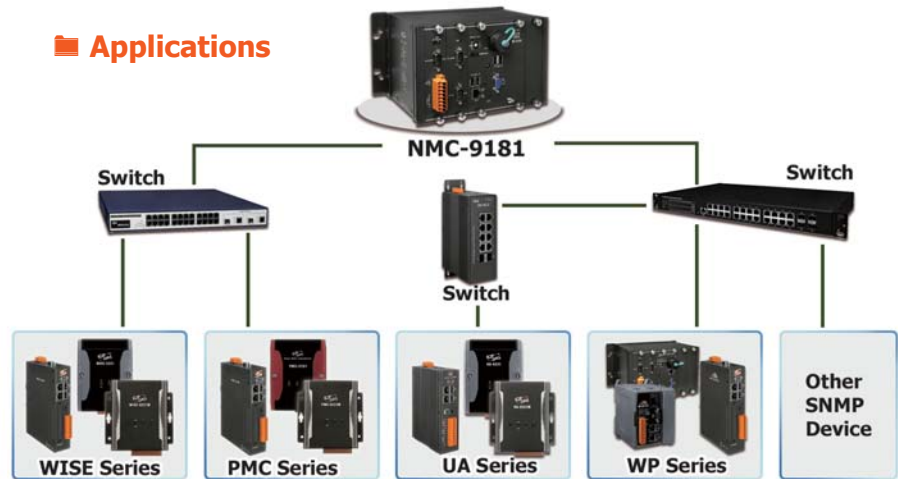 Applications
NMC-9181
Switch
Switch
Switch
WISE Series
PMC Series
UA Series
WP Series
Other
SNMP
Device